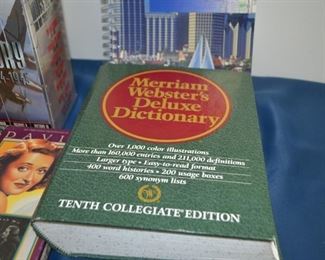 Merriam
Webster's
Deluxe
Dictionary
Over 1,000 color illustrations
More than 160,000 entries and 211,000 definitions
Larger type • Easy-to-read format
400 word histories • 200 usage boxes
600 synonym lists
TENTH COLLEGIATE® EDITION